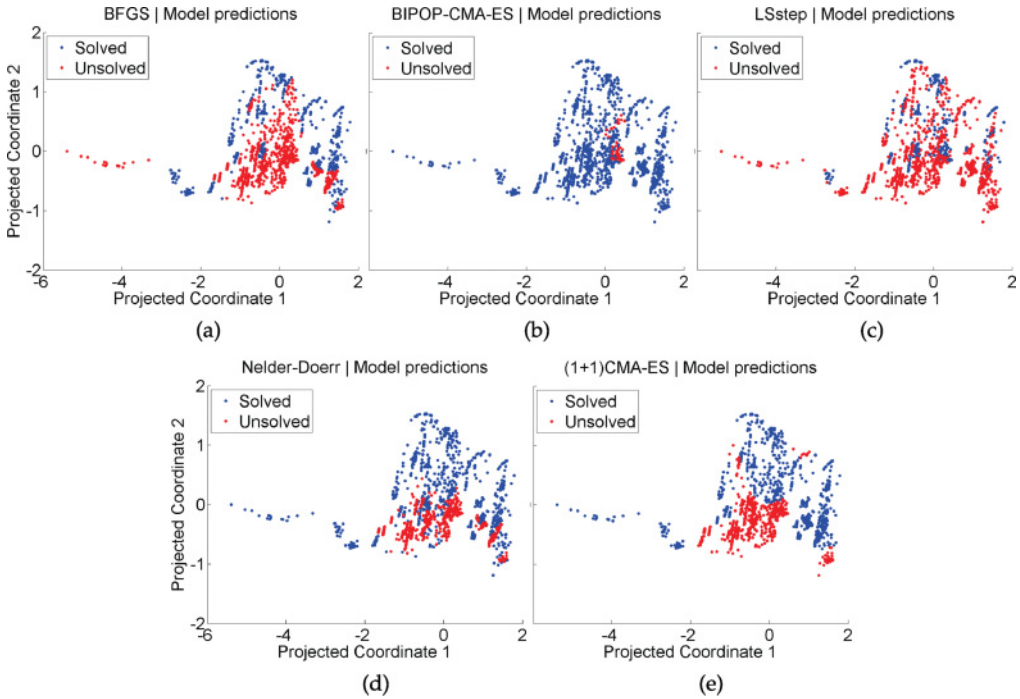 BFGS | Model predictions
Solved
Unsolved
2
1
0
-1
-2
-6
-4
-2
0
2
Projected Coordinate 2
Projected Coordinate 1
(a)
BIPOP-CMA-ES | Model predictions
Solved
Unsolved
-4
-2
0
2
Projected Coordinate 1
(b)
LSstep | Model predictions
Solved
Unsolved
-4
-2
0
2
Projected Coordinate 1
(c)
Nelder-Doerr | Model predictions
Solved
Unsolved
2
1
0
-1
-2
-6
-4
-2
0
2
Projected Coordinate 2
Projected Coordinate 1
(d)
(1+1)CMA-ES | Model predictions
Solved
Unsolved
-4
-2
0
2
Projected Coordinate 1
(e)